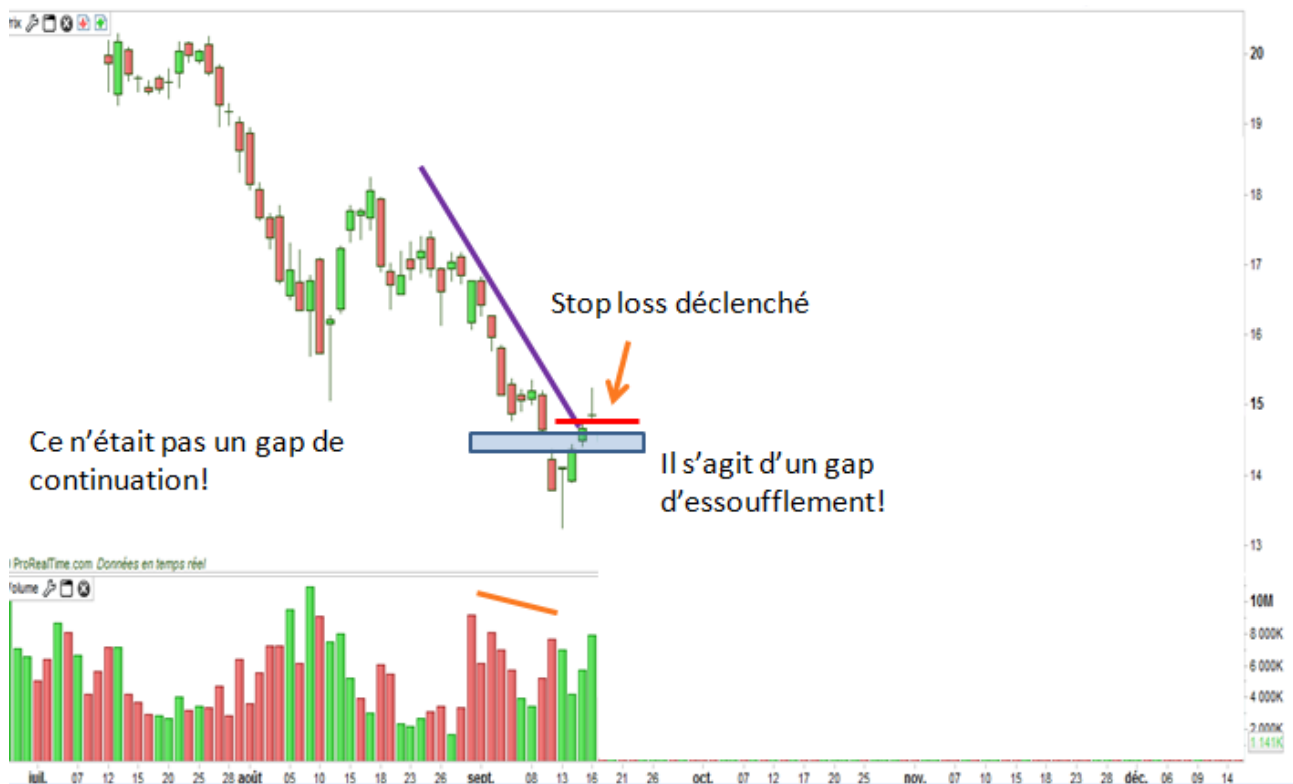 rix
20
19
18
17
16
15
14
13
Stop loss déclenché
Ce n'était pas un gap de
continuation!
Il s'agit d'un gap
d'essoufflement!
ProRealTime.com Données en temps réel
olume
10M
8 000K
6 000K
4 000K
2 000K
1 141K
juil. 07 12 15 20 25 28 août 05 10 15 18 23 26 sept. 08 13 16 21 26 oct. 07 12 17 20 25 nov. 07 10 15 18 23 28 déc. 06 09 14